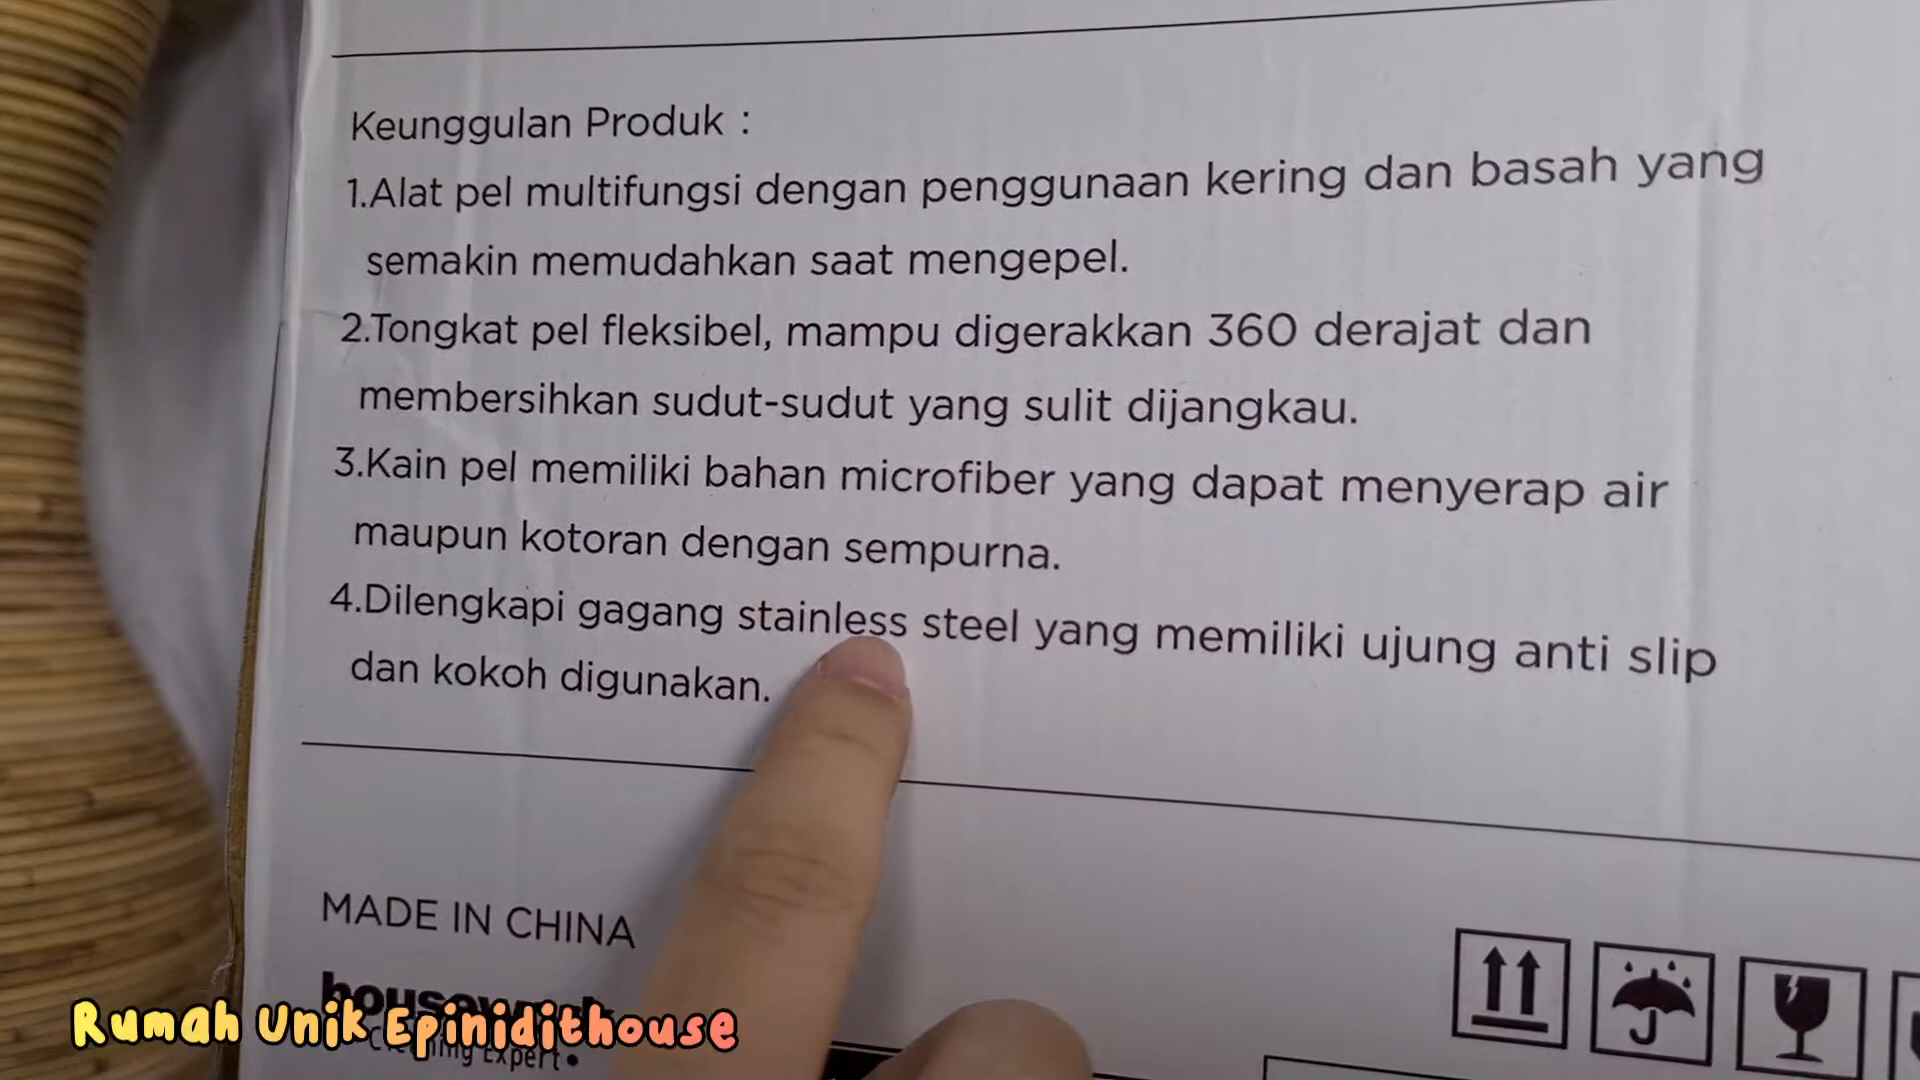 Keunggulan Produk :
1.Alat pel multifungsi dengan penggunaan kering dan basah yang
semakin memudahkan saat mengepel.
2.Tongkat pel fleksibel, mampu digerakkan 360 derajat dan
membersihkan sudut-sudut yang sulit dijangkau.
3.Kain pel memiliki bahan microfiber yang dapat menyerap air
maupun kotoran dengan sempurna.
4.Dilengkapi gagang stainless steel yang memiliki ujung anti slip
dan kokoh digunakan.
MADE IN CHINA
Rumah Unik Epinidithouse
Expert